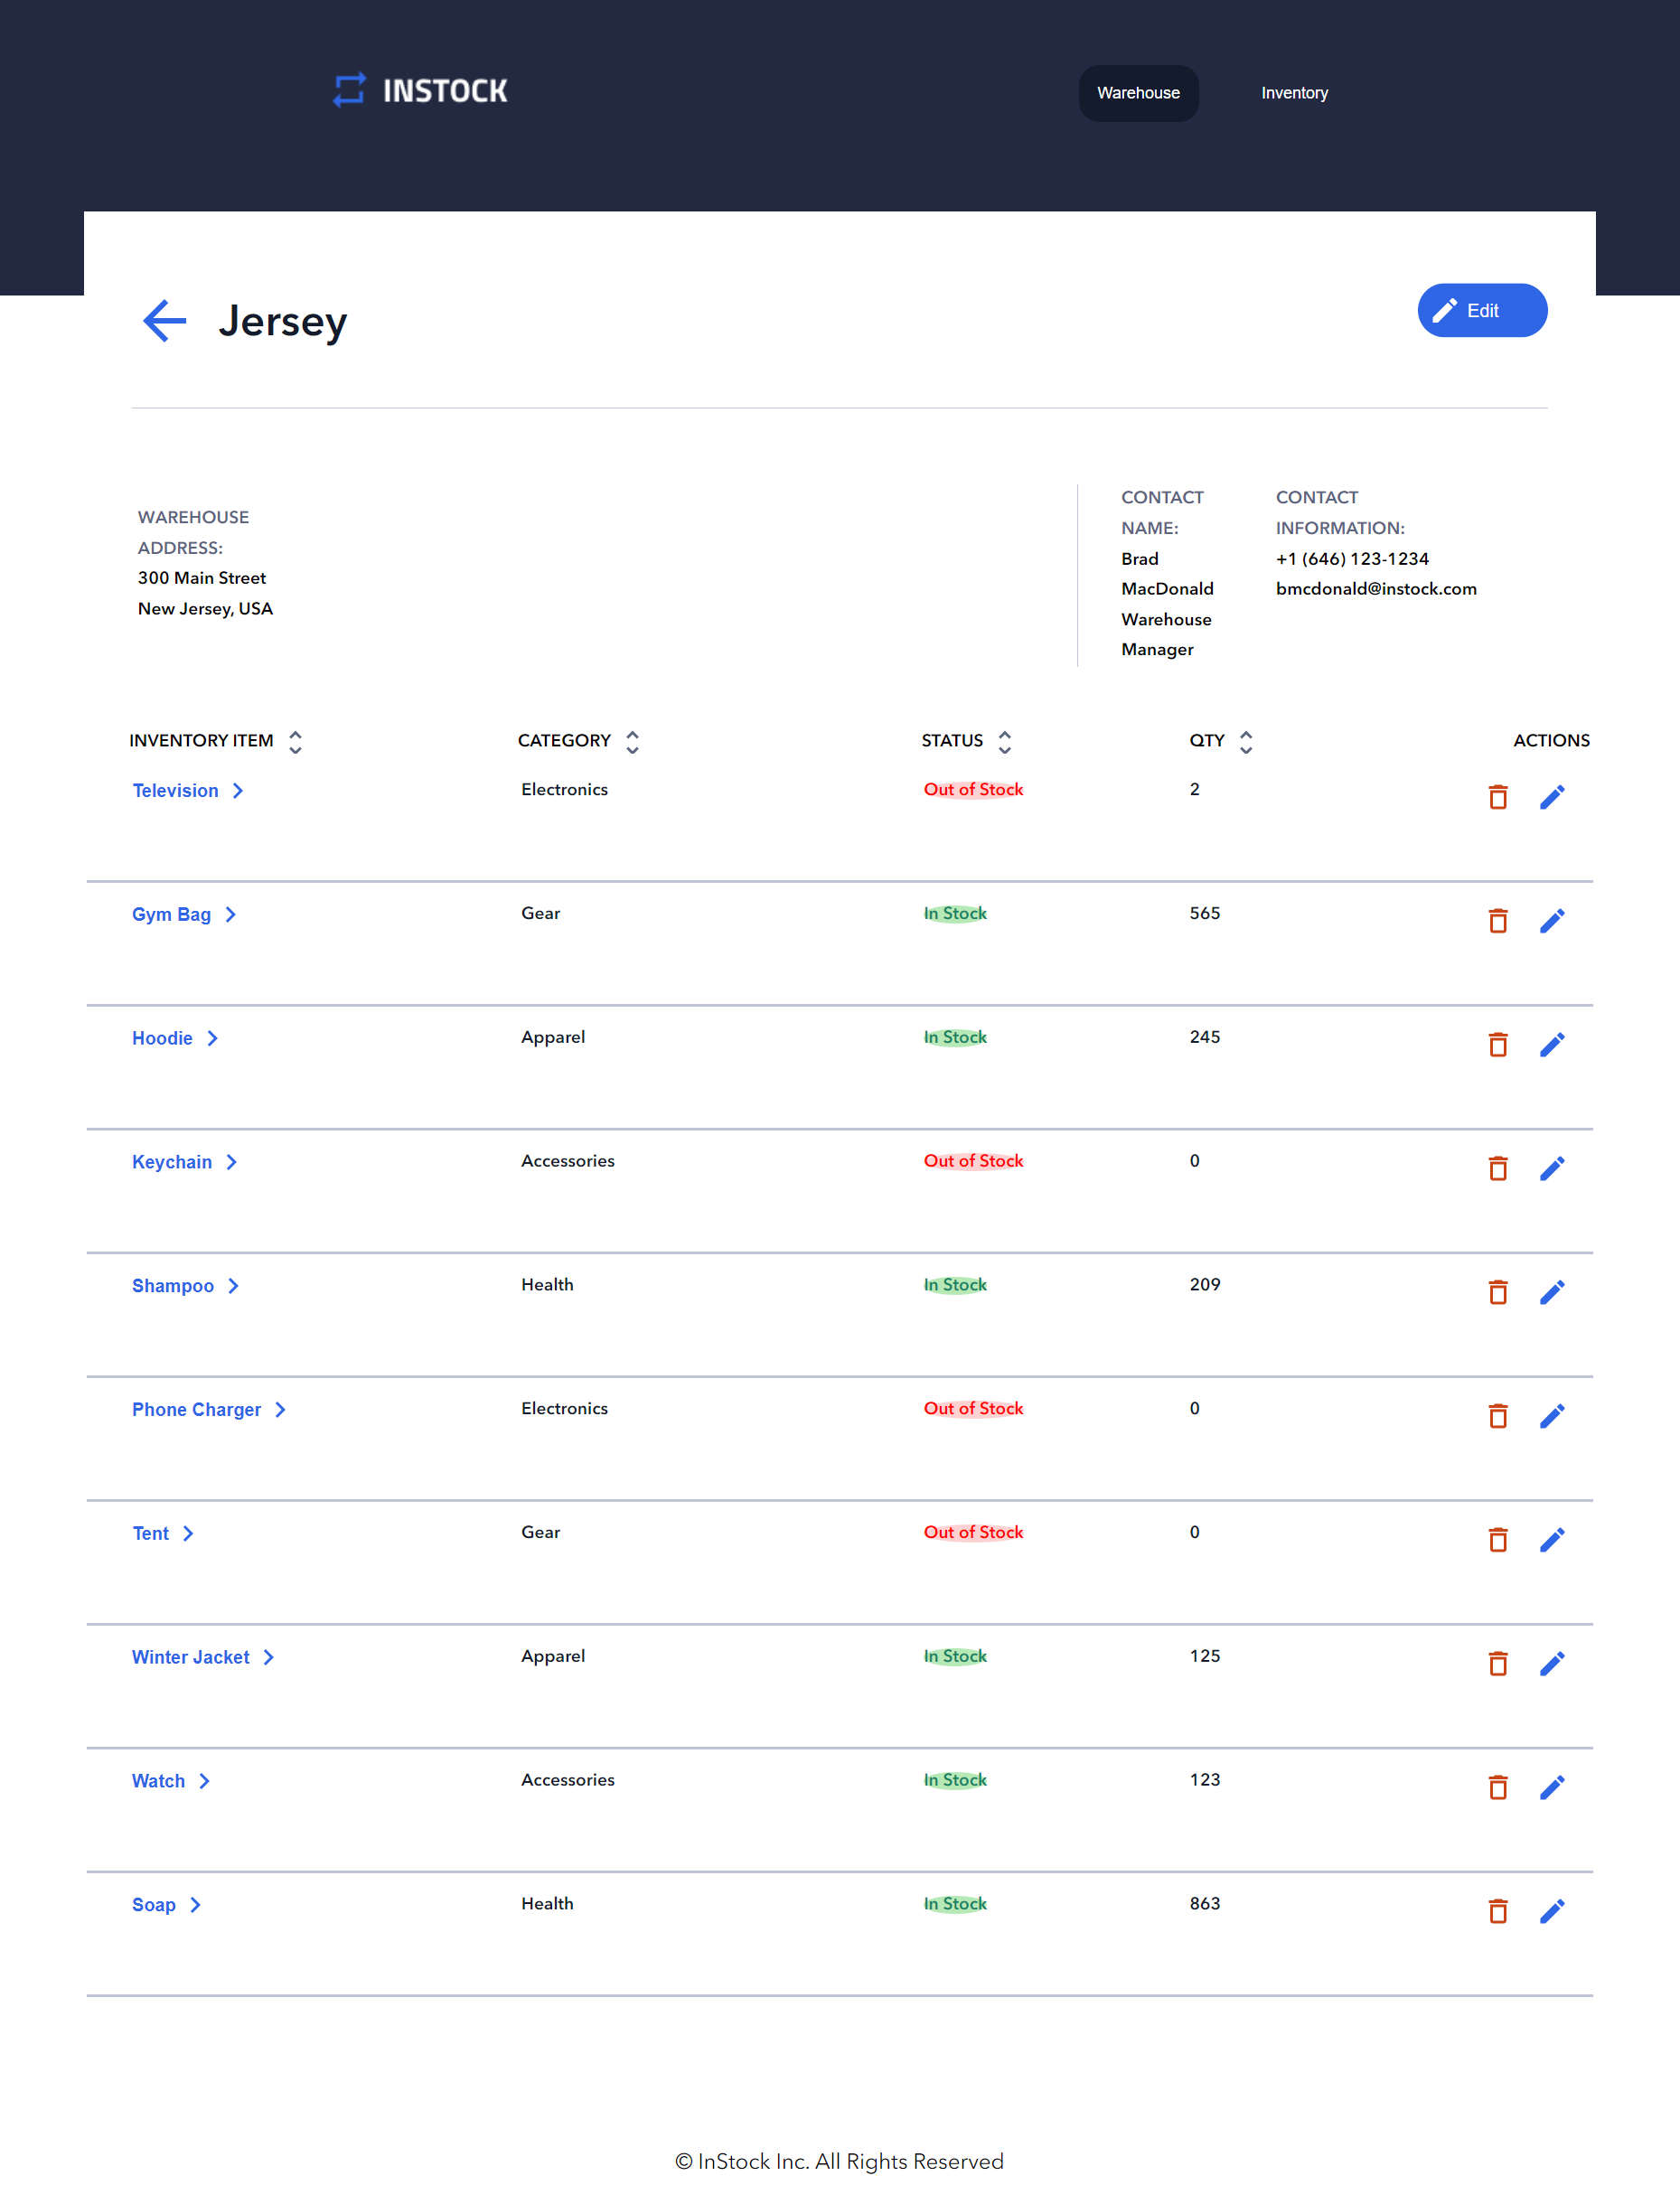 INSTOCK
Warehouse
Inventory
Jersey
Edit
WAREHOUSE
ADDRESS:
300 Main Street
New Jersey, USA
CONTACT
NAME:
Brad
MacDonald
Warehouse
Manager
CONTACT
INFORMATION:
+1 (646) 123-1234
bmcdonald@instock.com
INVENTORY ITEM CATEGORY STATUS QTY ACTIONS
Television Electronics Out of Stock 2
Gym Bag Gear In Stock 565
Hoodie Apparel In Stock 245
Keychain Accessories Out of Stock 0
Shampoo Health In Stock 209
Phone Charger Electronics Out of Stock 0
Tent Gear Out of Stock 0
Winter Jacket Apparel In Stock 125
Watch Accessories In Stock 123
Soap Health In Stock 863
© InStock Inc. All Rights Reserved